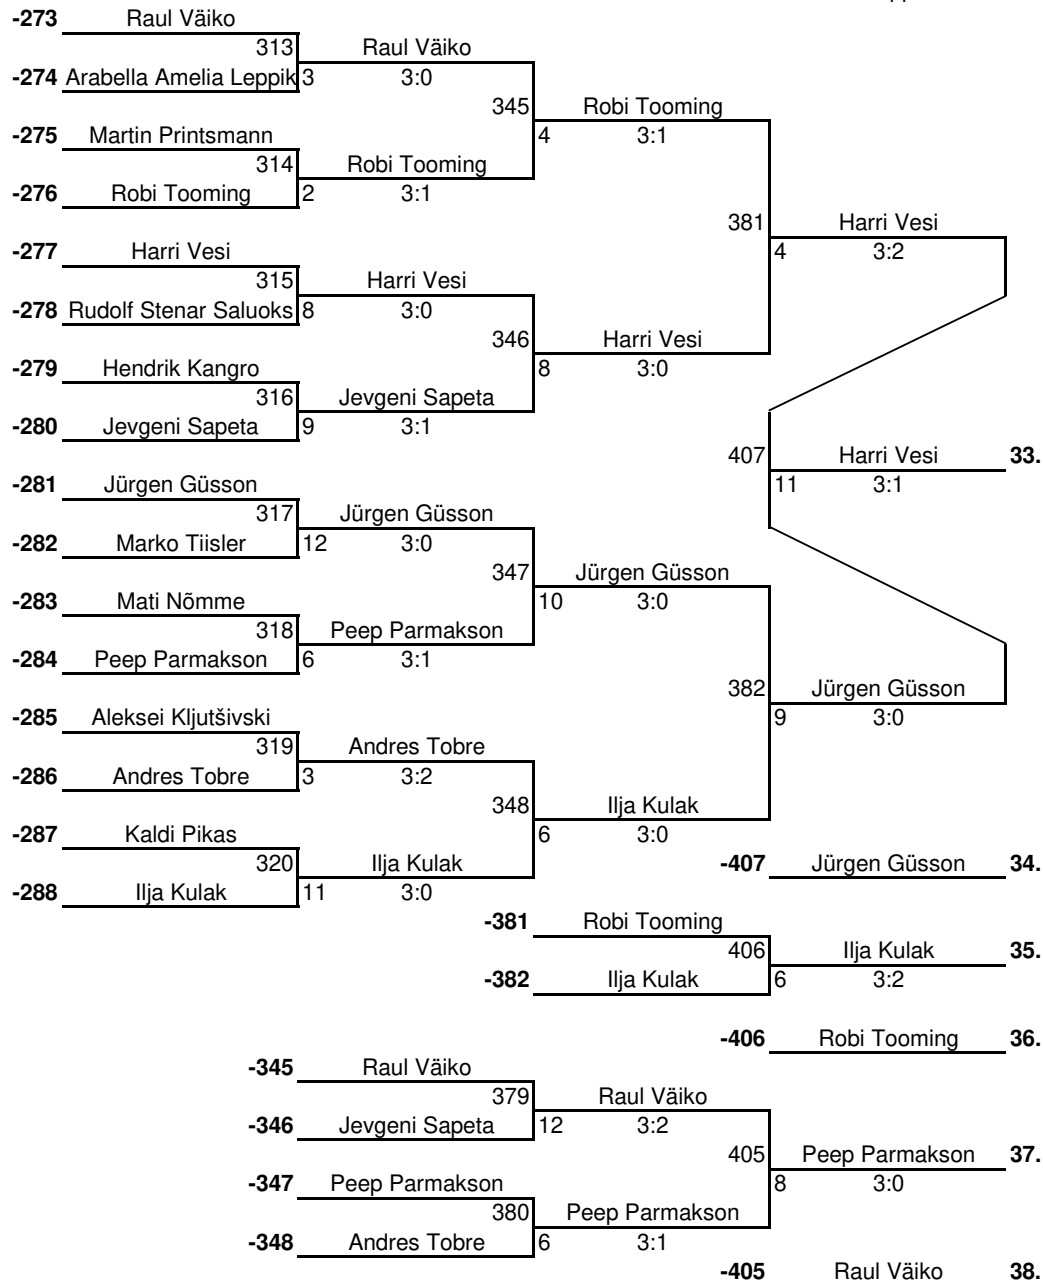 -273 Raul Väiko
313 Raul Väiko
-274 Arabella Amelia Leppik 3 3:0
345 Robi Tooming
-275 Martin Printsmann 4 3:1
314 Robi Tooming
-276 Robi Tooming 2 3:1
381 Harri Vesi
-277 Harri Vesi 4 3:2
315 Harri Vesi
-278 Rudolf Stenar Saluoks 8 3:0
346 Harri Vesi
-279 Hendrik Kangro 8 3:0
316 Jevgeni Sapeta
-280 Jevgeni Sapeta 9 3:1
407 Harri Vesi 33.
-281 Jürgen Güsson 11 3:1
317 Jürgen Güsson
-282 Marko Tiisler 12 3:0
347 Jürgen Güsson
-283 Mati Nõmme 10 3:0
318 Peep Parmakson
-284 Peep Parmakson 6 3:1
382 Jürgen Güsson
-285 Aleksei Kljutšivski 9 3:0
319 Andres Tobre
-286 Andres Tobre 3 3:2
348 Ilja Kulak
-287 Kaldi Pikas 6 3:0
320 Ilja Kulak -407 Jürgen Güsson 34.
-288 Ilja Kulak 11 3:0
-381 Robi Tooming
406 Ilja Kulak 35.
-382 Ilja Kulak 6 3:2
-406 Robi Tooming 36.
-345 Raul Väiko
379 Raul Väiko
-346 Jevgeni Sapeta 12 3:2
405 Peep Parmakson 37.
-347 Peep Parmakson 8 3:0
380 Peep Parmakson
-348 Andres Tobre 6 3:1
-405 Raul Väiko 38.